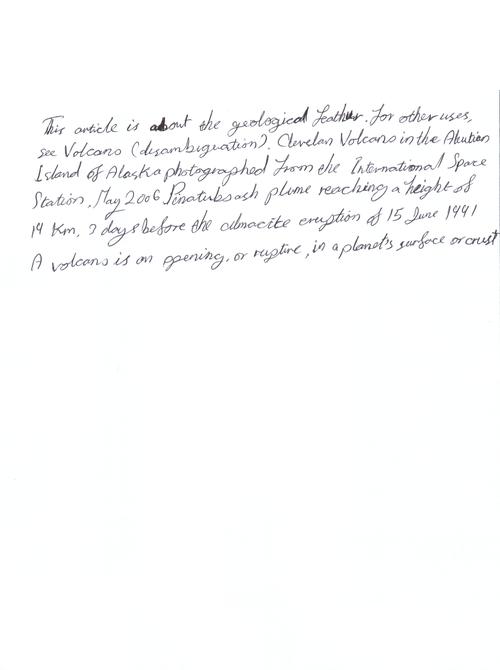 This article is about the geological feather. For other uses,
see Volcano (disambiguation). Clevelan Volcano in the Aleutian
Island of Alaska photographed from the International Space
Station, May 2006 Pinatubo ash plume reaching a height of
19 Km, 3 days before the climacite eruption of 15 June 1991
A volcano is an opening, or rupture, in a planet's surface or crust